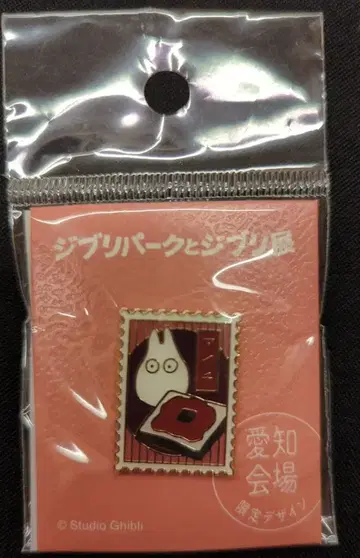 ジブリパークとジブリ展
愛知
会場
限定デザイン
© Studio Ghibli